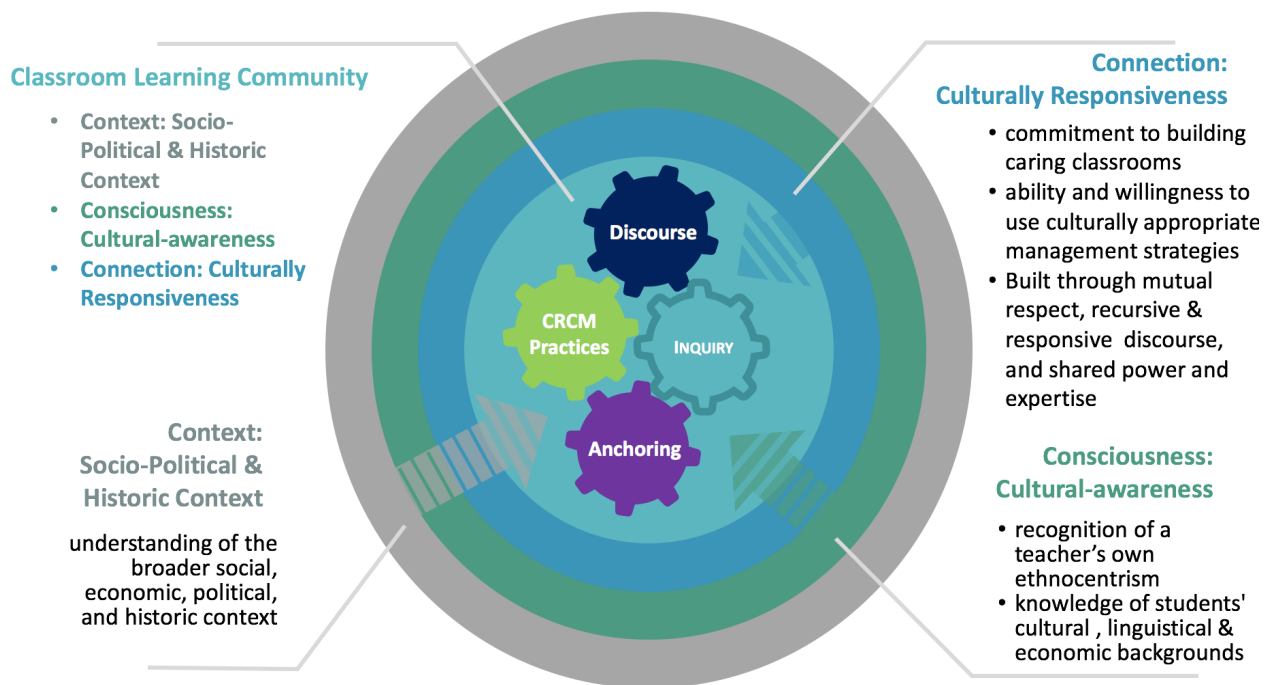 Classroom Learning Community
• Context: Socio-
Political & Historic
Context
• Consciousness:
Cultural-awareness
• Connection: Culturally
Responsiveness
Context:
Socio-Political &
Historic Context
understanding of the
broader social,
economic, political,
and historic context
Discourse
CRCM
Practices
INQUIRY
Anchoring
Connection:
Culturally Responsiveness
• commitment to building
caring classrooms
• ability and willingness to
use culturally appropriate
management strategies
• Built through mutual
respect, recursive &
responsive discourse,
and shared power and
expertise
Consciousness:
Cultural-awareness
• recognition of a
teacher’s own
ethnocentrism
• knowledge of students'
cultural , linguistical &
economic backgrounds